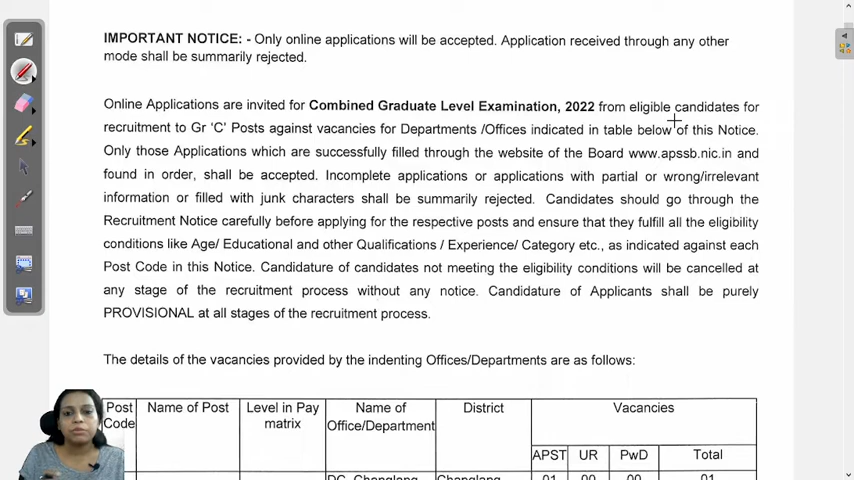 IMPORTANT NOTICE: - Only online applications will be accepted. Application received through any other
mode shall be summarily rejected.
Online Applications are invited for Combined Graduate Level Examination, 2022 from eligible candidates for
recruitment to Gr 'C' Posts against vacancies for Departments /Offices indicated in table below of this Notice.
Only those Applications which are successfully filled through the website of the Board www.apssb.nic.in and
found in order, shall be accepted. Incomplete applications or applications with partial or wrong/irrelevant
information or filled with junk characters shall be summarily rejected. Candidates should go through the
Recruitment Notice carefully before applying for the respective posts and ensure that they fulfill all the eligibility
conditions like Age/ Educational and other Qualifications / Experience/ Category etc., as indicated against each
Post Code in this Notice. Candidature of candidates not meeting the eligibility conditions will be cancelled at
any stage of the recruitment process without any notice. Candidature of Applicants shall be purely
PROVISIONAL at all stages of the recruitment process.
The details of the vacancies provided by the indenting Offices/Departments are as follows:
Post Name of Post Level in Pay Name of District Vacancies
Code matrix Office/Department
APST UR PwD Total
DC, Changlang Changlang 01 00 00 01